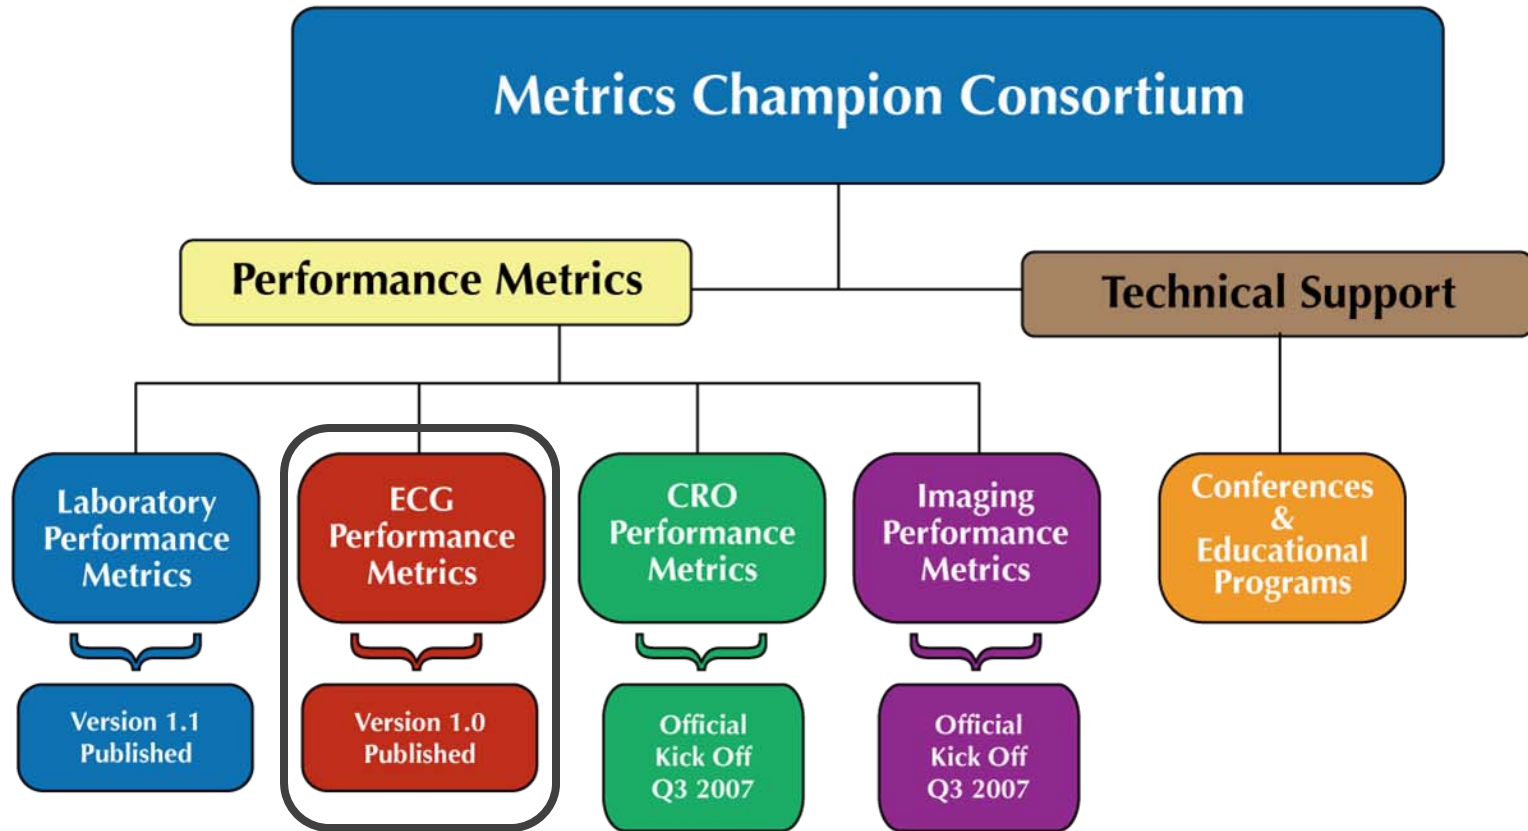 Metrics Champion Consortium
Performance Metrics
Technical Support
Laboratory
Performance
Metrics
ECG
Performance
Metrics
CRO
Performance
Metrics
Imaging
Performance
Metrics
Conferences
&
Educational
Programs
Version 1.1
Published
Version 1.0
Published
Official
Kick Off
Q3 2007
Official
Kick Off
Q3 2007